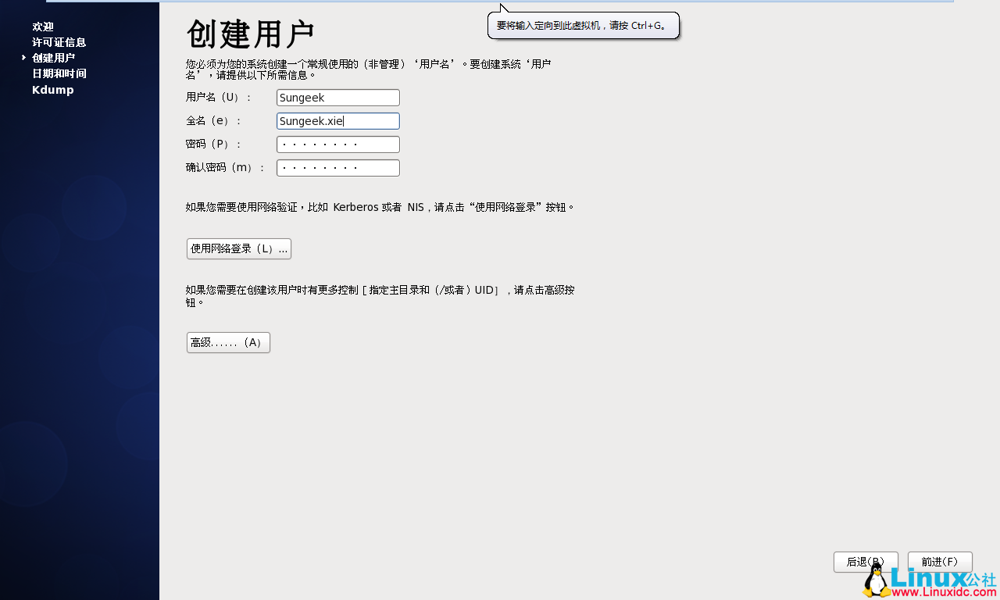 要将输入定向到此虚拟机，请按 Ctrl+G。
欢迎
许可证信息
创建用户
日期和时间
Kdump
创建用户
您必须为您的系统创建一个常规使用的（非管理）‘用户名’。要创建系统‘用户
名’，请提供以下所需信息。
用户名（U）： Sungeek
全名（e）： Sungeek.xie
密码（P）： ········
确认密码（m）： ········
如果您需要使用网络验证，比如 Kerberos 或者 NIS，请点击“使用网络登录”按钮。
使用网络登录（L）...
如果您需要在创建该用户时有更多控制［指定主目录和（/或者）UID］，请点击高级按
钮。
高级......（A）
后退(B) 前进(F)
Linux公社
www.Linuxidc.com